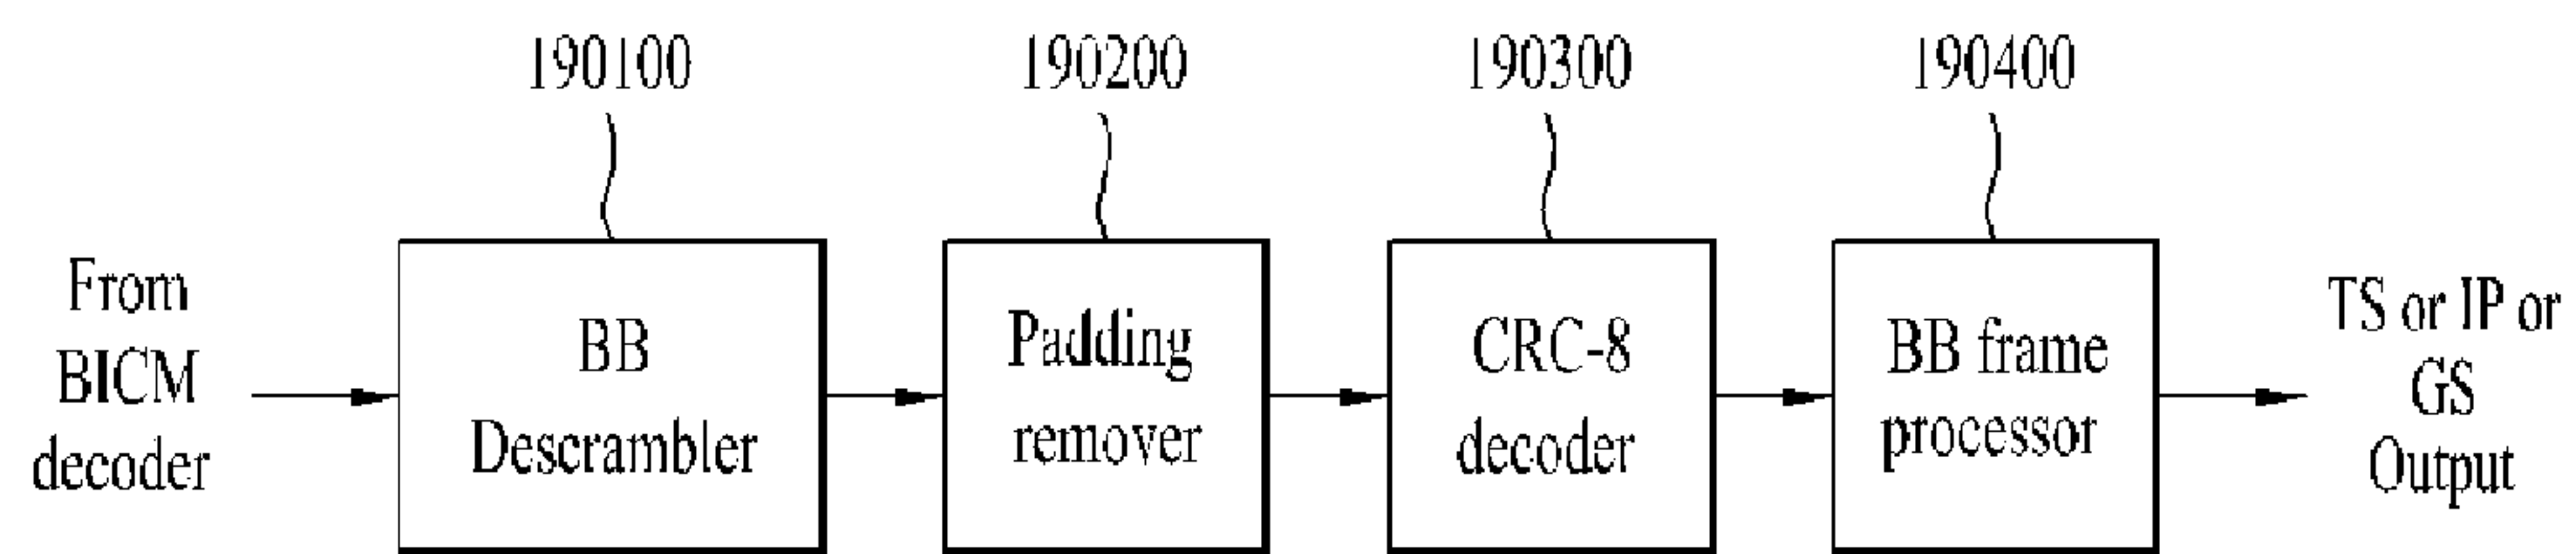 190100
190200
190300
190400
From
BICM
decoder
BB
Descrambler
Padding
remover
CRC-8
decoder
BB frame
processor
TS or IP or
GS
Output